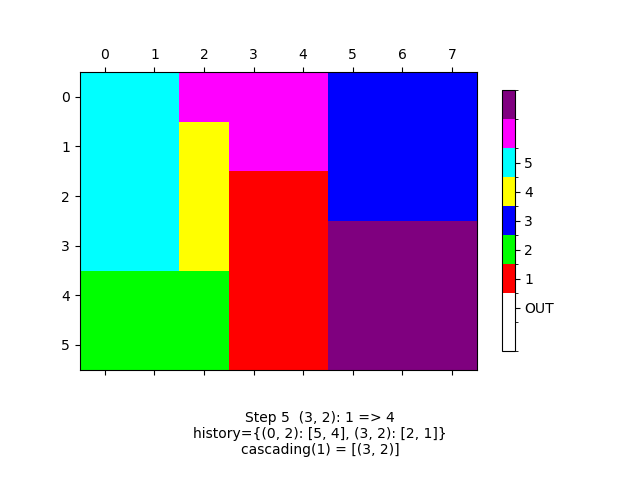 0 1 2 3 4 5 6 7
0
1
2
3
4
5
5
4
3
2
1
OUT
Step 5  (3, 2): 1 => 4
history={(0, 2): [5, 4], (3, 2): [2, 1]}
cascading(1) = [(3, 2)]